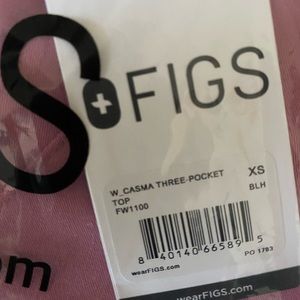 FIGS
W_CASMA THREE-POCKET
TOP
FW1100
XS
BLH
8 40140 66589 5
wearFIGS.com
PO 1783
wearFIGS.com
om